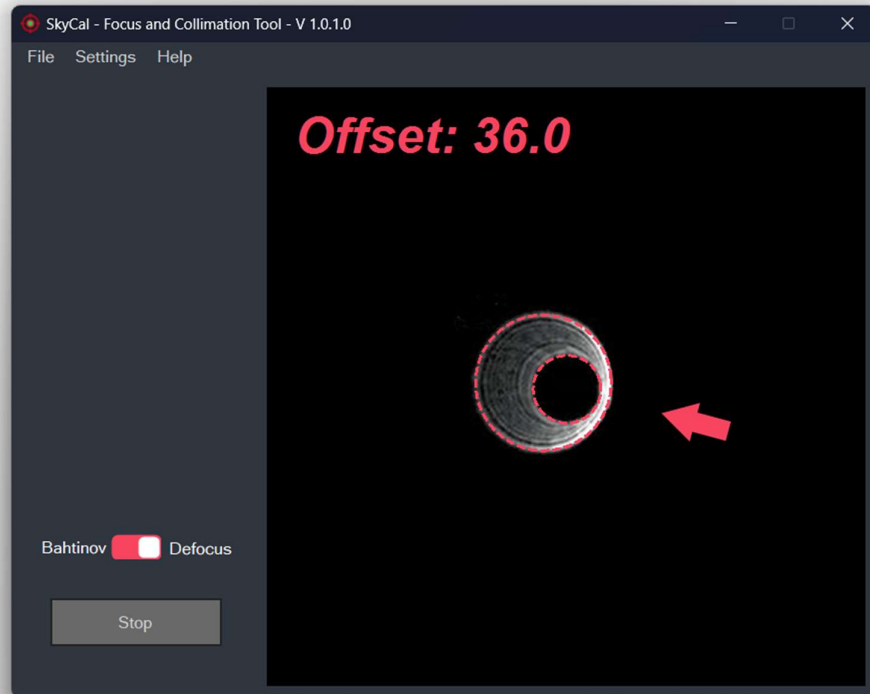 SkyCal - Focus and Collimation Tool - V 1.0.1.0
File Settings Help
Offset: 36.0
Bahtinov Defocus
Stop